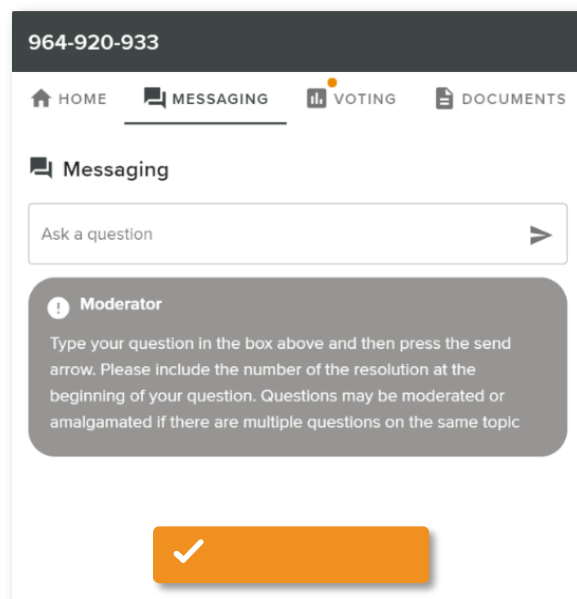 964-920-933
HOME MESSAGING VOTING DOCUMENTS
Messaging
Ask a question
Moderator
Type your question in the box above and then press the send
arrow. Please include the number of the resolution at the
beginning of your question. Questions may be moderated or
amalgamated if there are multiple questions on the same topic